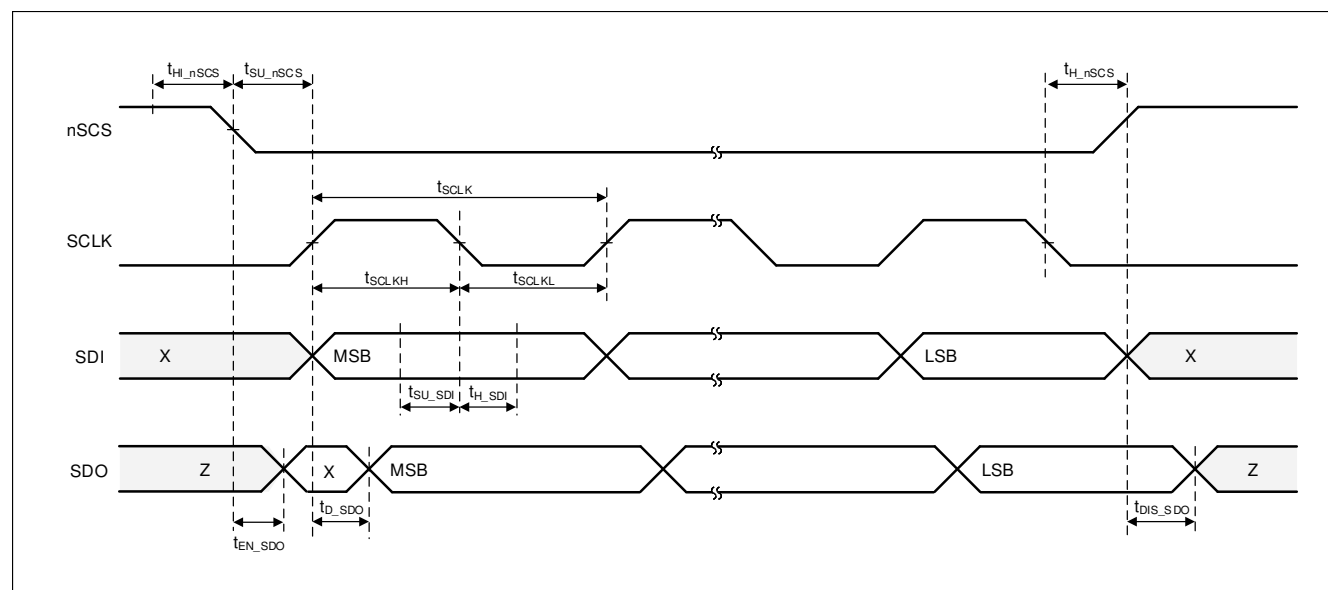 tHI_nSCS tSU_nSCS tH_nSCS
nSCS
tSCLK
SCLK
tSCLKH tSCLKL
SDI X MSB LSB X
tSU_SDI tH_SDI
SDO Z X MSB LSB Z
tD_SDO tDIS_SDO
tEN_SDO